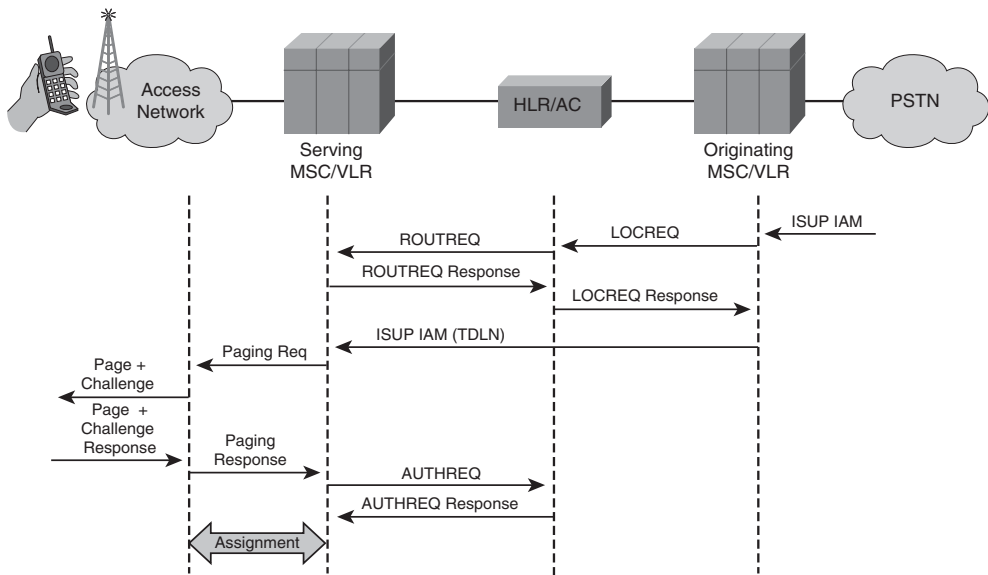 Access
Network
HLR/AC
PSTN
Serving
MSC/VLR
Originating
MSC/VLR
ISUP IAM
ROUTREQ
LOCREQ
ROUTREQ Response
LOCREQ Response
ISUP IAM (TDLN)
Paging Req
Page +
Challenge
Page +
Challenge
Response
Paging
Response
AUTHREQ
AUTHREQ Response
Assignment